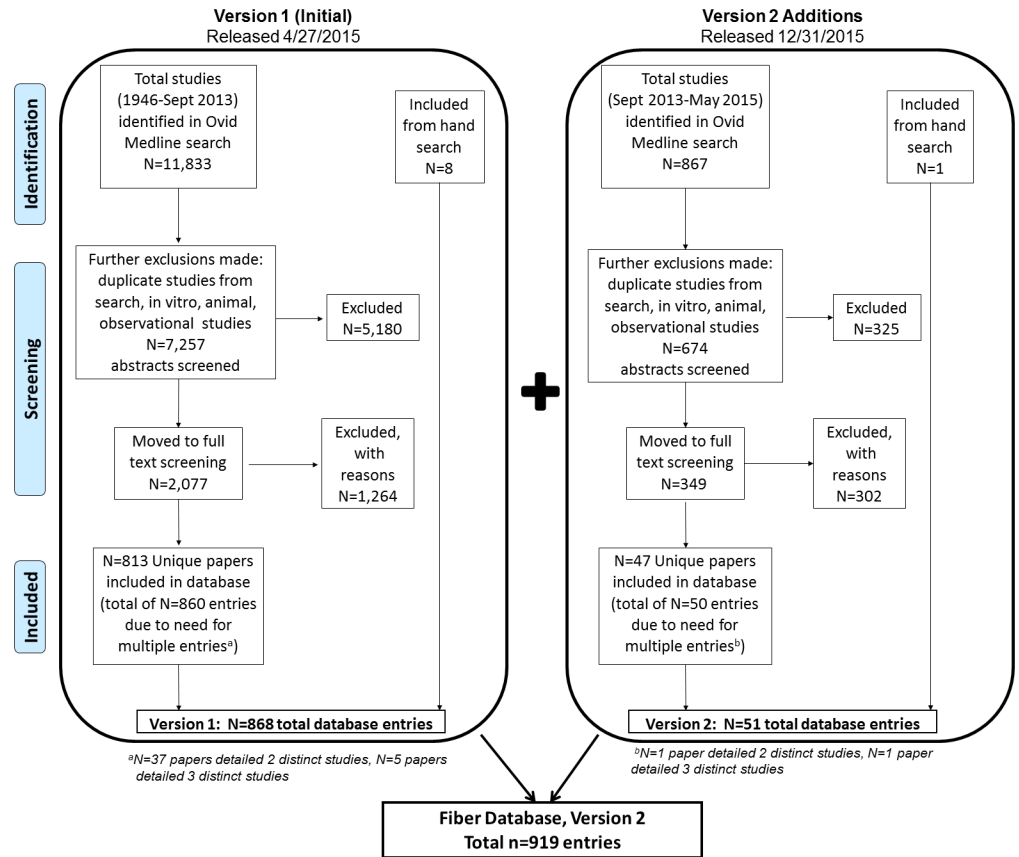 Version 1 (Initial)
Released 4/27/2015
Version 2 Additions
Released 12/31/2015
Identification
Screening
Included
Total studies
(1946-Sept 2013)
identified in Ovid
Medline search
N=11,833
Included
from hand
search
N=8
Further exclusions made:
duplicate studies from
search, in vitro, animal,
observational studies
N=7,257
abstracts screened
Excluded
N=5,180
Moved to full
text screening
N=2,077
Excluded,
with
reasons
N=1,264
N=813 Unique papers
included in database
(total of N=860 entries
due to need for
multiple entriesa)
Version 1: N=868 total database entries
aN=37 papers detailed 2 distinct studies, N=5 papers
detailed 3 distinct studies
Total studies
(Sept 2013-May 2015)
identified in Ovid
Medline search
N=867
Included
from hand
search
N=1
Further exclusions made:
duplicate studies from
search, in vitro, animal,
observational studies
N=674
abstracts screened
Excluded
N=325
Moved to full
text screening
N=349
Excluded,
with
reasons
N=302
N=47 Unique papers
included in database
(total of N=50 entries
due to need for
multiple entriesb)
Version 2: N=51 total database entries
bN=1 paper detailed 2 distinct studies, N=1 paper
detailed 3 distinct studies
Fiber Database, Version 2
Total n=919 entries